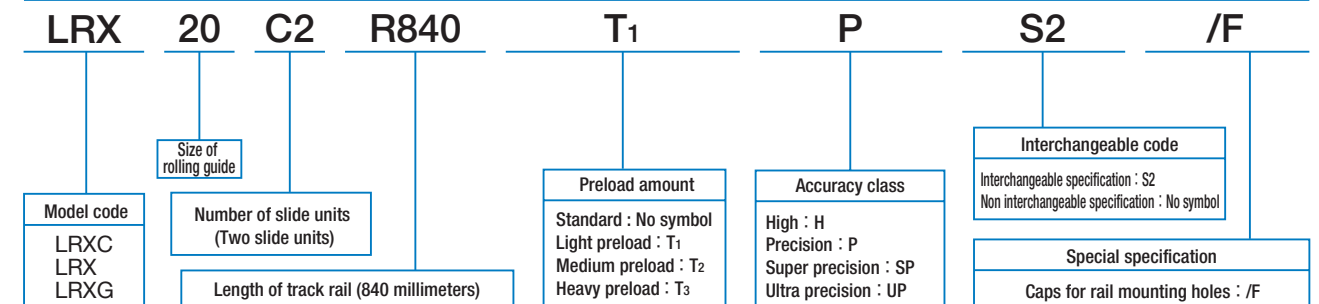 LRX 20 C2 R840 T1 P S2 /F
Size of
rolling guide
Model code
LRXC
LRX
LRXG
Number of slide units
(Two slide units)
Length of track rail (840 millimeters)
Preload amount
Standard : No symbol
Light preload：T1
Medium preload：T2
Heavy preload：T3
Accuracy class
High：H
Precision：P
Super precision：SP
Ultra precision：UP
Interchangeable code
Interchangeable specification：S2
Non interchangeable specification：No symbol
Special specification
Caps for rail mounting holes：/F